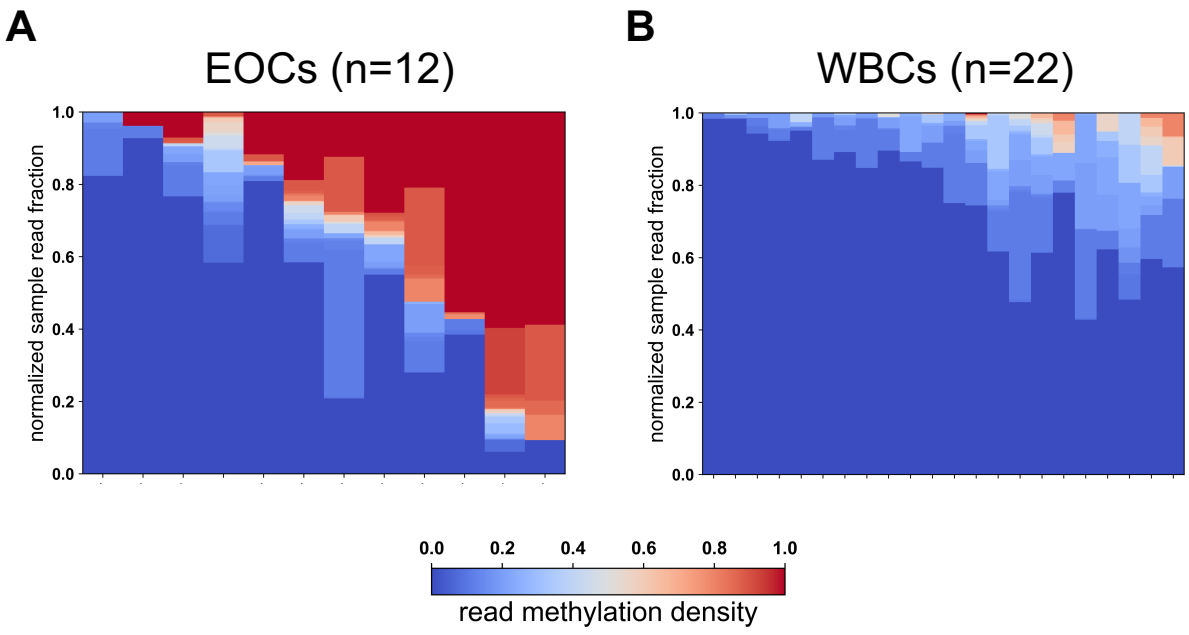 A
B
EOCs (n=12)
WBCs (n=22)
normalized sample read fraction
1.0
0.8
0.6
0.4
0.2
0.0
normalized sample read fraction
1.0
0.8
0.6
0.4
0.2
0.0
0.0 0.2 0.4 0.6 0.8 1.0
read methylation density